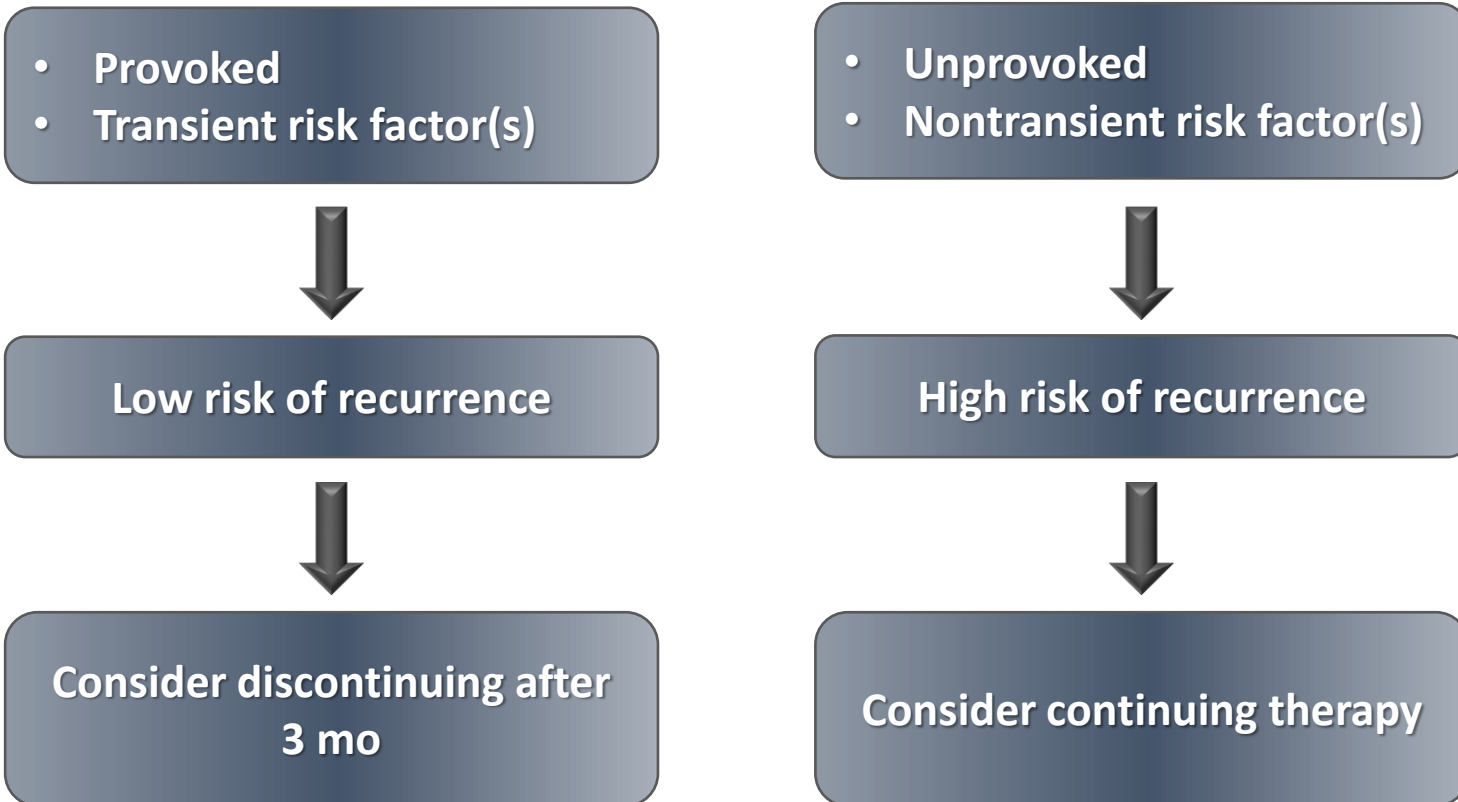 • Provoked
• Transient risk factor(s)
Low risk of recurrence
Consider discontinuing after
3 mo
• Unprovoked
• Nontransient risk factor(s)
High risk of recurrence
Consider continuing therapy